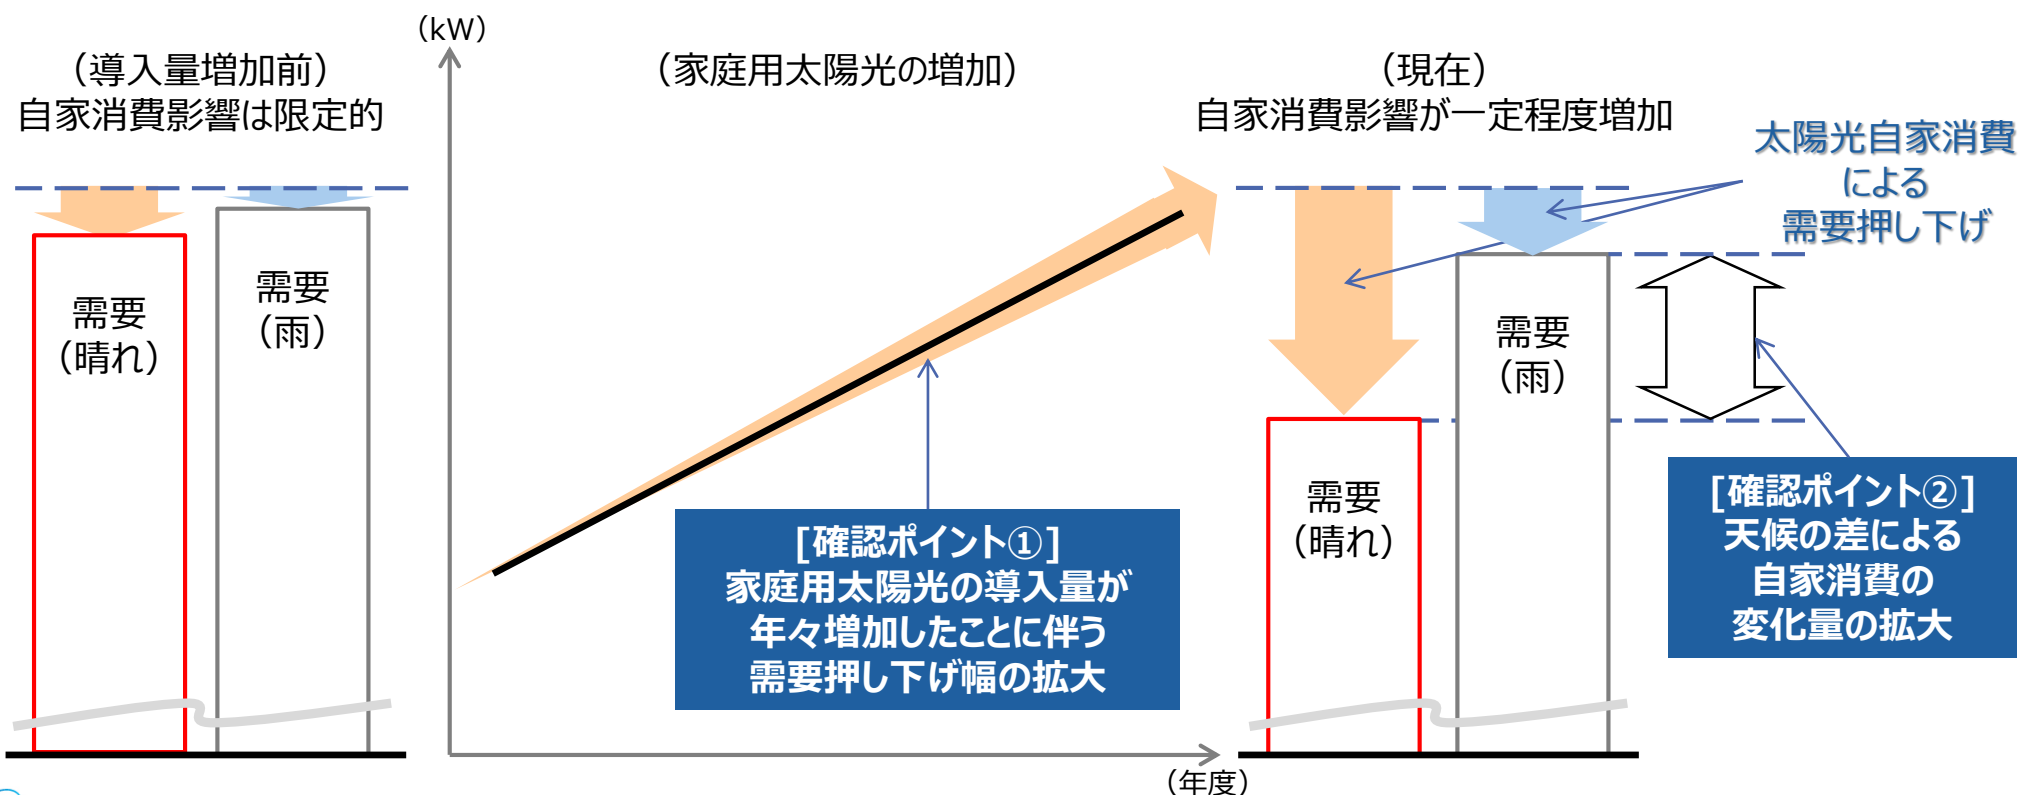 （導入量増加前）
自家消費影響は限定的
需要
（晴れ）
需要
（雨）
（kW）
（家庭用太陽光の増加）
[確認ポイント①]
家庭用太陽光の導入量が
年々増加したことに伴う
需要押し下げ幅の拡大
（年度）
（現在）
自家消費影響が一定程度増加
太陽光自家消費
による
需要押し下げ
需要
（晴れ）
需要
（雨）
[確認ポイント②]
天候の差による
自家消費の
変化量の拡大